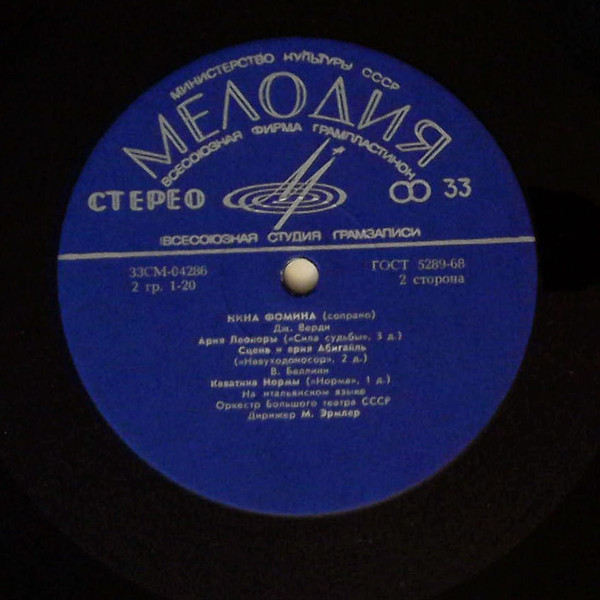 МИНИСТЕРСТВО КУЛЬТУРЫ СССР
МЕЛОДИЯ
ВСЕСОЮЗНАЯ ФИРМА ГРАМПЛАСТИНОК
СТЕРЕО
33
ВСЕСОЮЗНАЯ СТУДИЯ ГРАМЗАПИСИ
33СМ-04286
ГОСТ 5289-68
2 гр. 1-20
2 сторона
НИНА ФОМИНА (сопрано)
Дж. Верди
Ария Леоноры («Сила судьбы», 3 д.)
Сцена и ария Абигайль
(«Навуходоносор», 2 д.)
В. Беллини
Каватина Нормы («Норма», 1 д.)
На итальянском языке
Оркестр Большого театра СССР
Дирижер М. Эрмлер